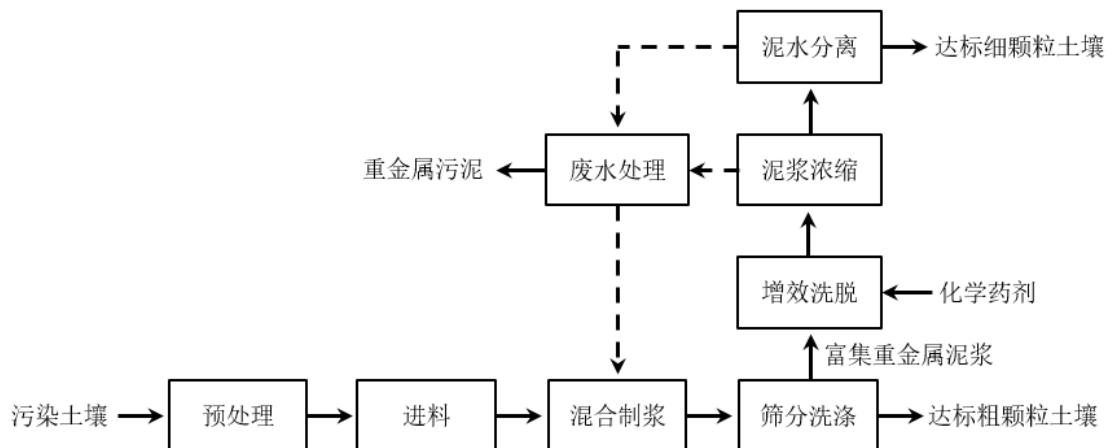 泥水分离
达标细颗粒土壤
重金属污泥
废水处理
泥浆浓缩
增效洗脱
化学药剂
富集重金属泥浆
污染土壤
预处理
进料
混合制浆
筛分洗涤
达标粗颗粒土壤